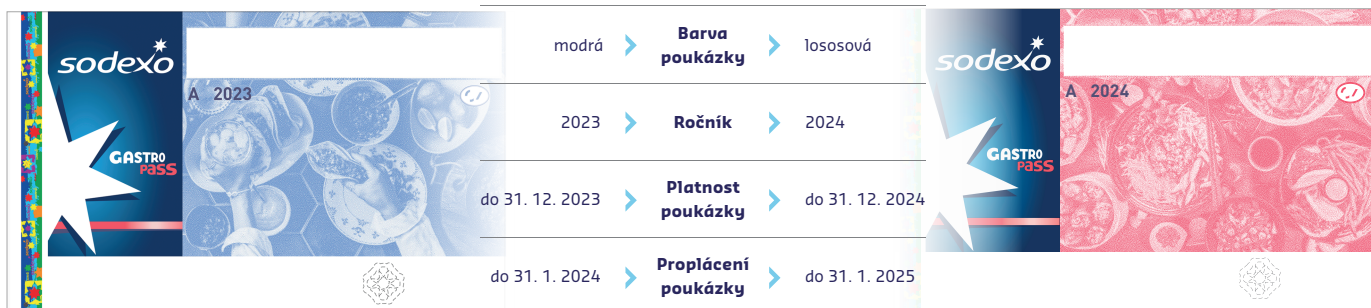 sodexo
A 2023
GASTRO
PASS
modrá Barva poukázky lososová
2023 Ročník 2024
do 31. 12. 2023 Platnost poukázky do 31. 12. 2024
do 31. 1. 2024 Proplácení poukázky do 31. 1. 2025
sodexo
A 2024
GASTRO
PASS